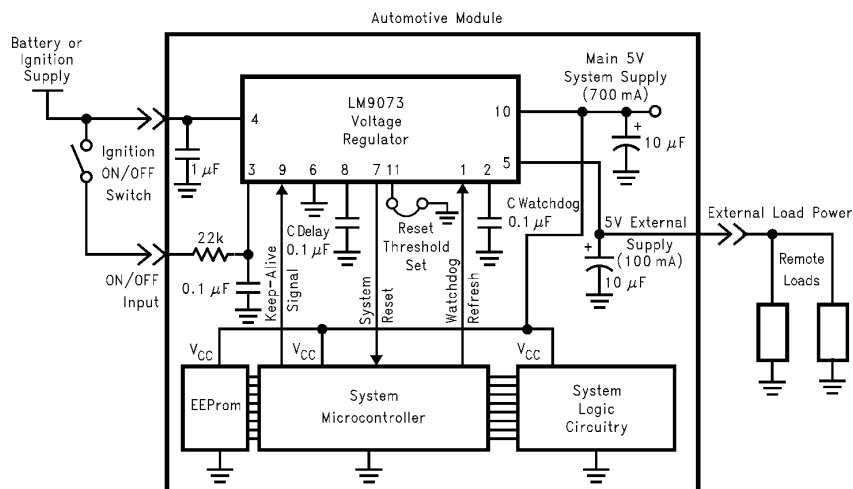 Automotive Module
Battery or
Ignition
Supply
Ignition
ON/OFF
Switch
1 μF
4
LM9073
Voltage
Regulator
10
5
3 9 6 8 7 11 1 2
Main 5V
System Supply
(700 mA)
+
10 μF
22k
ON/OFF
Input
0.1 μF
Keep-Alive
Signal
C Delay
0.1 μF
System
Reset
Reset
Threshold
Set
Watchdog
Refresh
C Watchdog
0.1 μF
5V External
Supply
(100 mA)
+
10 μF
External Load Power
Remote
Loads
VCC
VCC
VCC
EEProm
System
Microcontroller
System
Logic
Circuitry